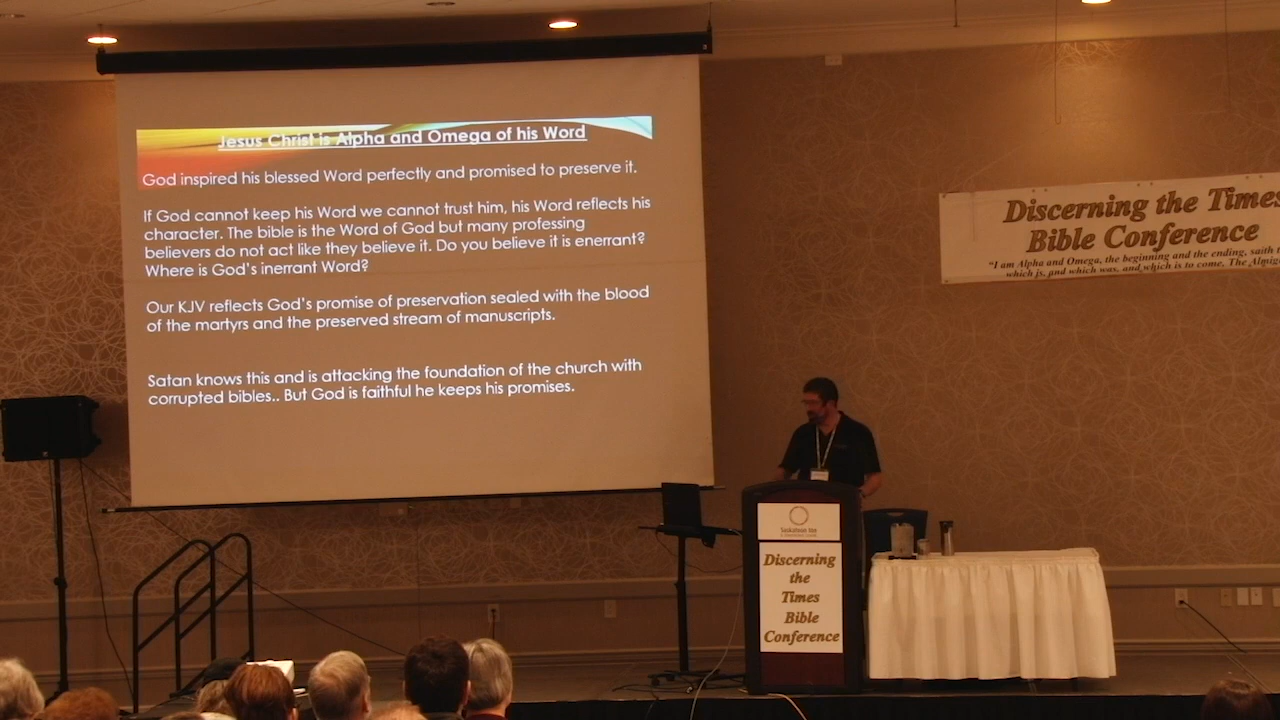 Jesus Christ is Alpha and Omega of his Word
God inspired his blessed Word perfectly and promised to preserve it.
If God cannot keep his Word we cannot trust him, his Word reflects his
character. The bible is the Word of God but many professing
believers do not act like they believe it. Do you believe it is enerrant?
Where is God's inerrant Word?
Our KJV reflects God's promise of preservation sealed with the blood
of the martyrs and the preserved stream of manuscripts.
Satan knows this and is attacking the foundation of the church with
corrupted bibles.. But God is faithful he keeps his promises.
Discerning the Times
Bible Conference
"I am Alpha and Omega, the beginning and the ending, saith
which is, and which was, and which is to come, The
Saskatoon Inn
Discerning
the
Times
Bible
Conference